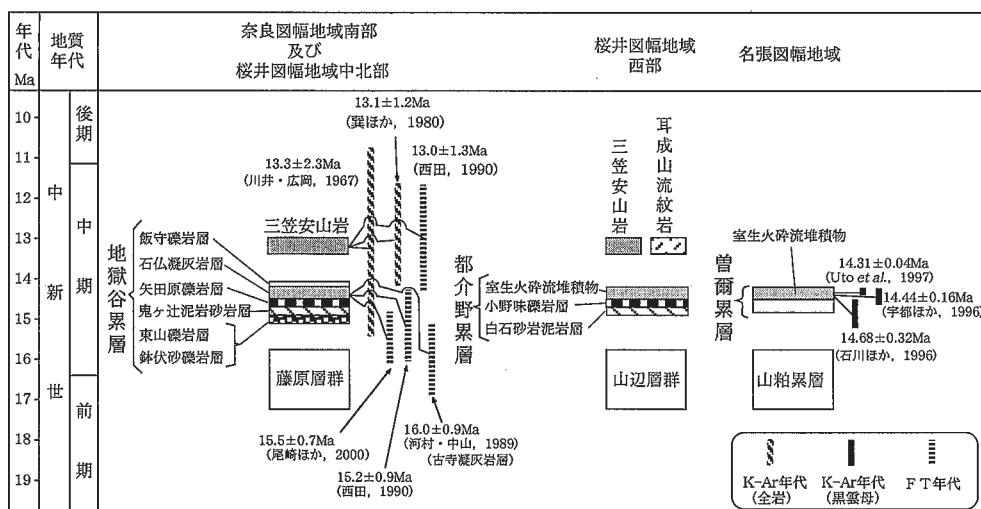 年代
Ma
地質
年代
奈良図幅地域南部
及び
桜井図幅地域中北部
桜井図幅地域
西部
名張図幅地域
10
11
12
13
14
15
16
17
18
19
中新世
後期
中期
前期
13.1±1.2Ma
(巽ほか, 1980)
13.3±2.3Ma
(川井・広岡, 1967)
13.0±1.3Ma
(西田, 1990)
三笠安山岩
地獄谷累層
飯守礫岩層
石仏凝灰岩層
矢田原礫岩層
鬼ヶ辻泥岩砂岩層
東山礫岩層
鉢伏砂礫岩層
藤原層群
15.5±0.7Ma
(尾崎ほか, 2000)
15.2±0.9Ma
(西田, 1990)
16.0±0.9Ma
(河村・中山, 1989)
(古寺凝灰岩層)
三笠安山岩
耳成山流紋岩
都介野累層
室生火砕流堆積物
小野味礫岩層
白石砂岩泥岩層
山辺層群
曽爾累層
室生火砕流堆積物
14.31±0.04Ma
(Uto et al., 1997)
14.44±0.16Ma
(宇都ほか, 1996)
14.68±0.32Ma
(石川ほか, 1996)
山粕累層
K-Ar年代
(全岩)
K-Ar年代
(黒雲母)
FT年代